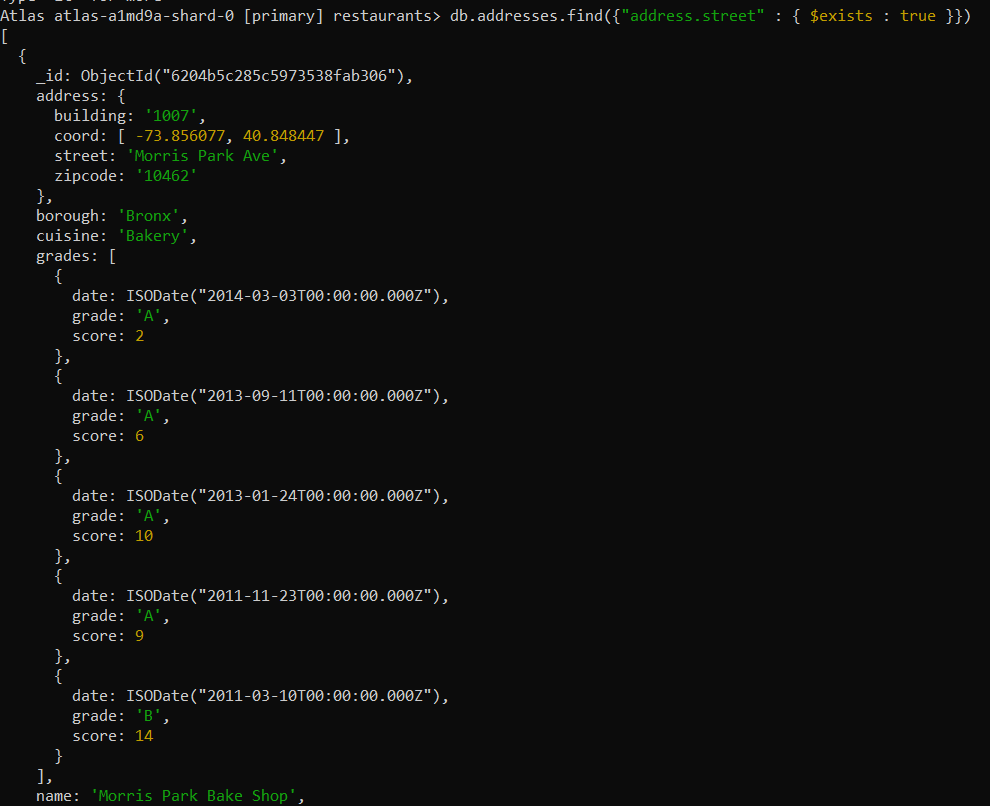 Atlas atlas-a1md9a-shard-0 [primary] restaurants> db.addresses.find({"address.street" : { $exists : true }})
[
  {
    _id: ObjectId("6204b5c285c5973538fab306"),
    address: {
      building: '1007',
      coord: [ -73.856077, 40.848447 ],
      street: 'Morris Park Ave',
      zipcode: '10462'
    },
    borough: 'Bronx',
    cuisine: 'Bakery',
    grades: [
      {
        date: ISODate("2014-03-03T00:00:00.000Z"),
        grade: 'A',
        score: 2
      },
      {
        date: ISODate("2013-09-11T00:00:00.000Z"),
        grade: 'A',
        score: 6
      },
      {
        date: ISODate("2013-01-24T00:00:00.000Z"),
        grade: 'A',
        score: 10
      },
      {
        date: ISODate("2011-11-23T00:00:00.000Z"),
        grade: 'A',
        score: 9
      },
      {
        date: ISODate("2011-03-10T00:00:00.000Z"),
        grade: 'B',
        score: 14
      }
    ],
    name: 'Morris Park Bake Shop',